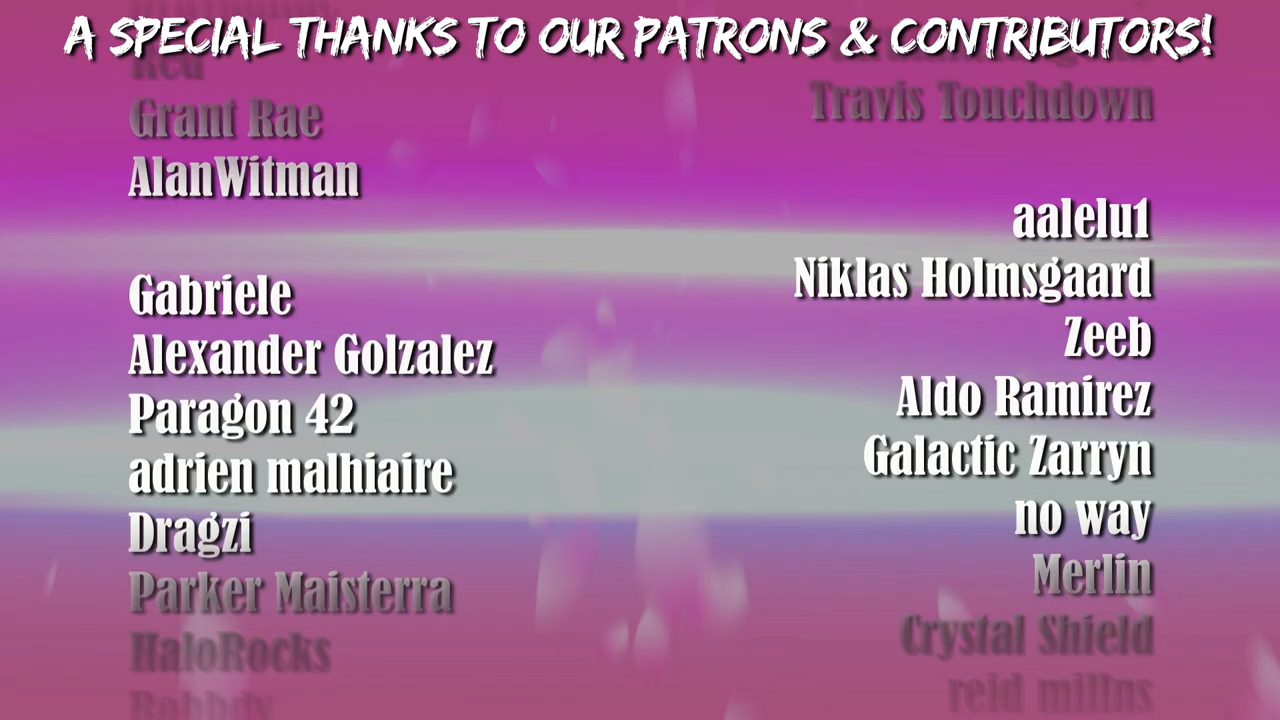 A SPECIAL THANKS TO OUR PATRONS & CONTRIBUTORS!
Red
Grant Rae
AlanWitman
Gabriele
Alexander Golzalez
Paragon 42
adrien malhiaire
Dragzi
Parker Maisterra
HaloRocks
Travis Touchdown
aalelu1
Niklas Holmsgaard
Zeeb
Aldo Ramirez
Galactic Zarryn
no way
Merlin
Crystal Shield
reid millns